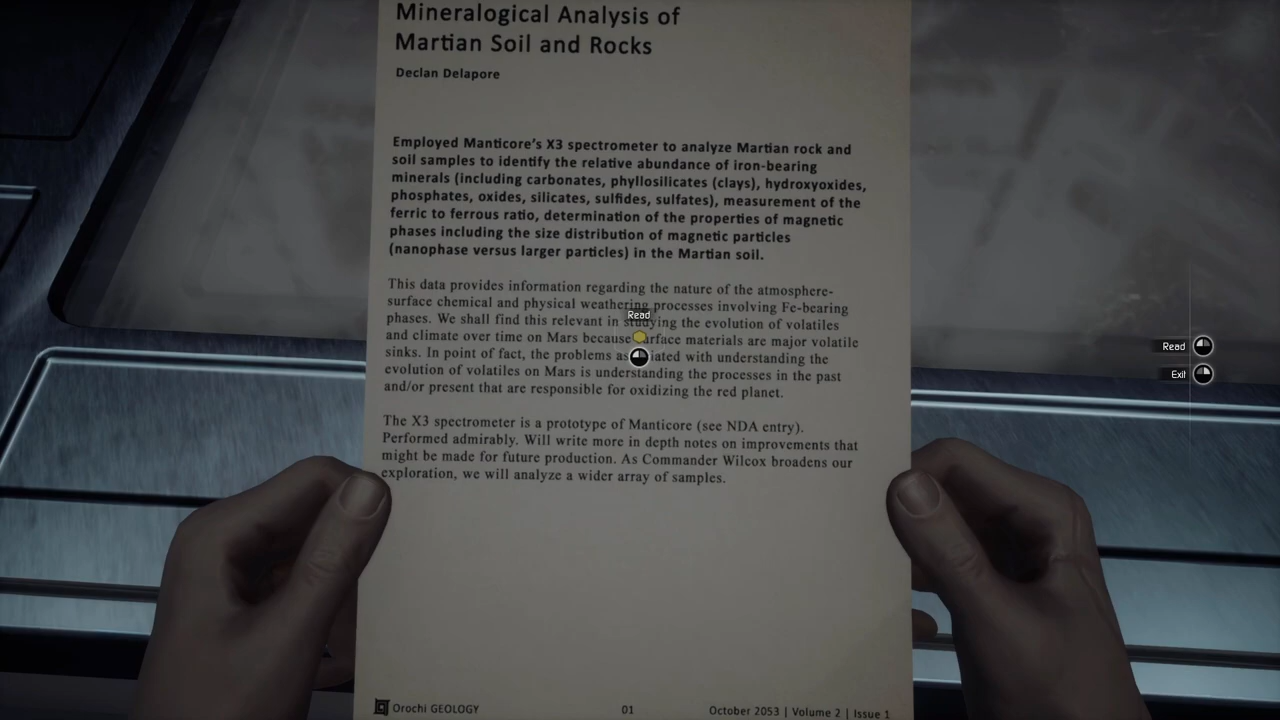 Mineralogical Analysis of
Martian Soil and Rocks
Declan Delapore
Employed Manticore's X3 spectrometer to analyze Martian rock and
soil samples to identify the relative abundance of iron-bearing
minerals (including carbonates, phyllosilicates (clays), hydroxyoxides,
phosphates, oxides, silicates, sulfides, sulfates), measurement of the
ferric to ferrous ratio, determination of the properties of magnetic
phases including the size distribution of magnetic particles
(nanophase versus larger particles) in the Martian soil.
This data provides information regarding the nature of the atmosphere-
surface chemical and physical weathering processes involving Fe-bearing
phases. We shall find this relevant in studying the evolution of volatiles
and climate over time on Mars because surface materials are major volatile
sinks. In point of fact, the problems associated with understanding the
evolution of volatiles on Mars is understanding the processes in the past
and/or present that are responsible for oxidizing the red planet.
The X3 spectrometer is a prototype of Manticore (see NDA entry).
Performed admirably. Will write more in depth notes on improvements that
might be made for future production. As Commander Wilcox broadens our
exploration, we will analyze a wider array of samples.
Orochi GEOLOGY 01 October 2053 | Volume 2 | Issue 1
Read
Read
Exit